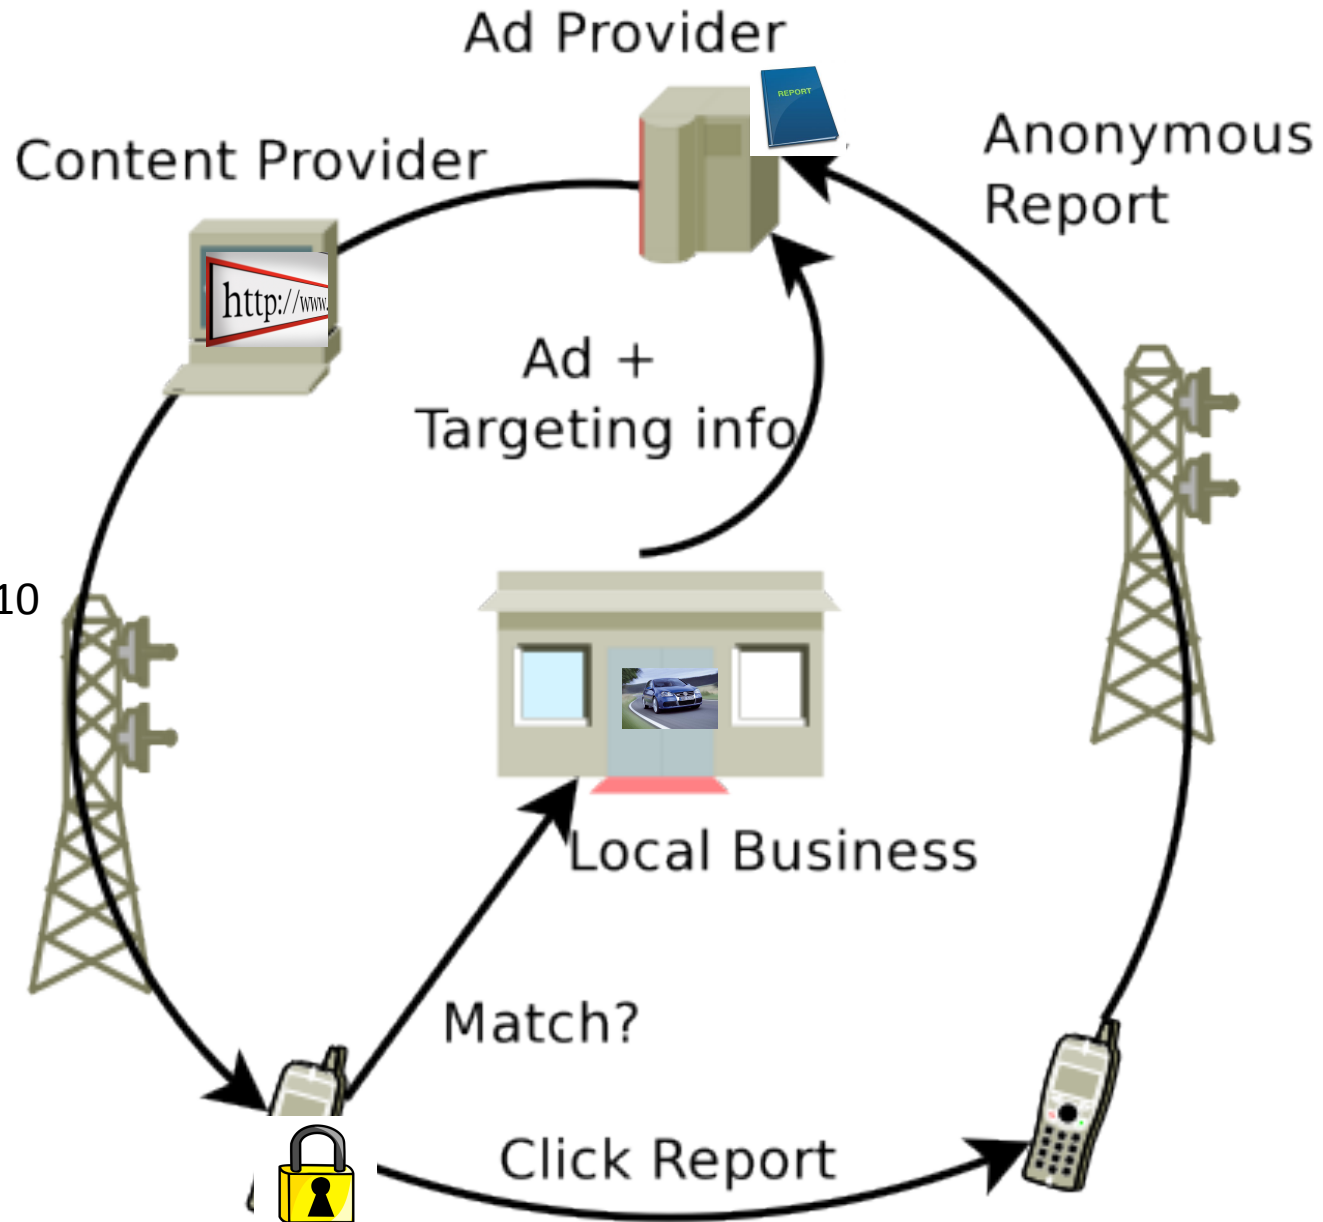 Ad Provider
REPORT
Anonymous
Report
Content Provider
http://www.
Ad +
Targeting info
10
Local Business
Match?
Click Report